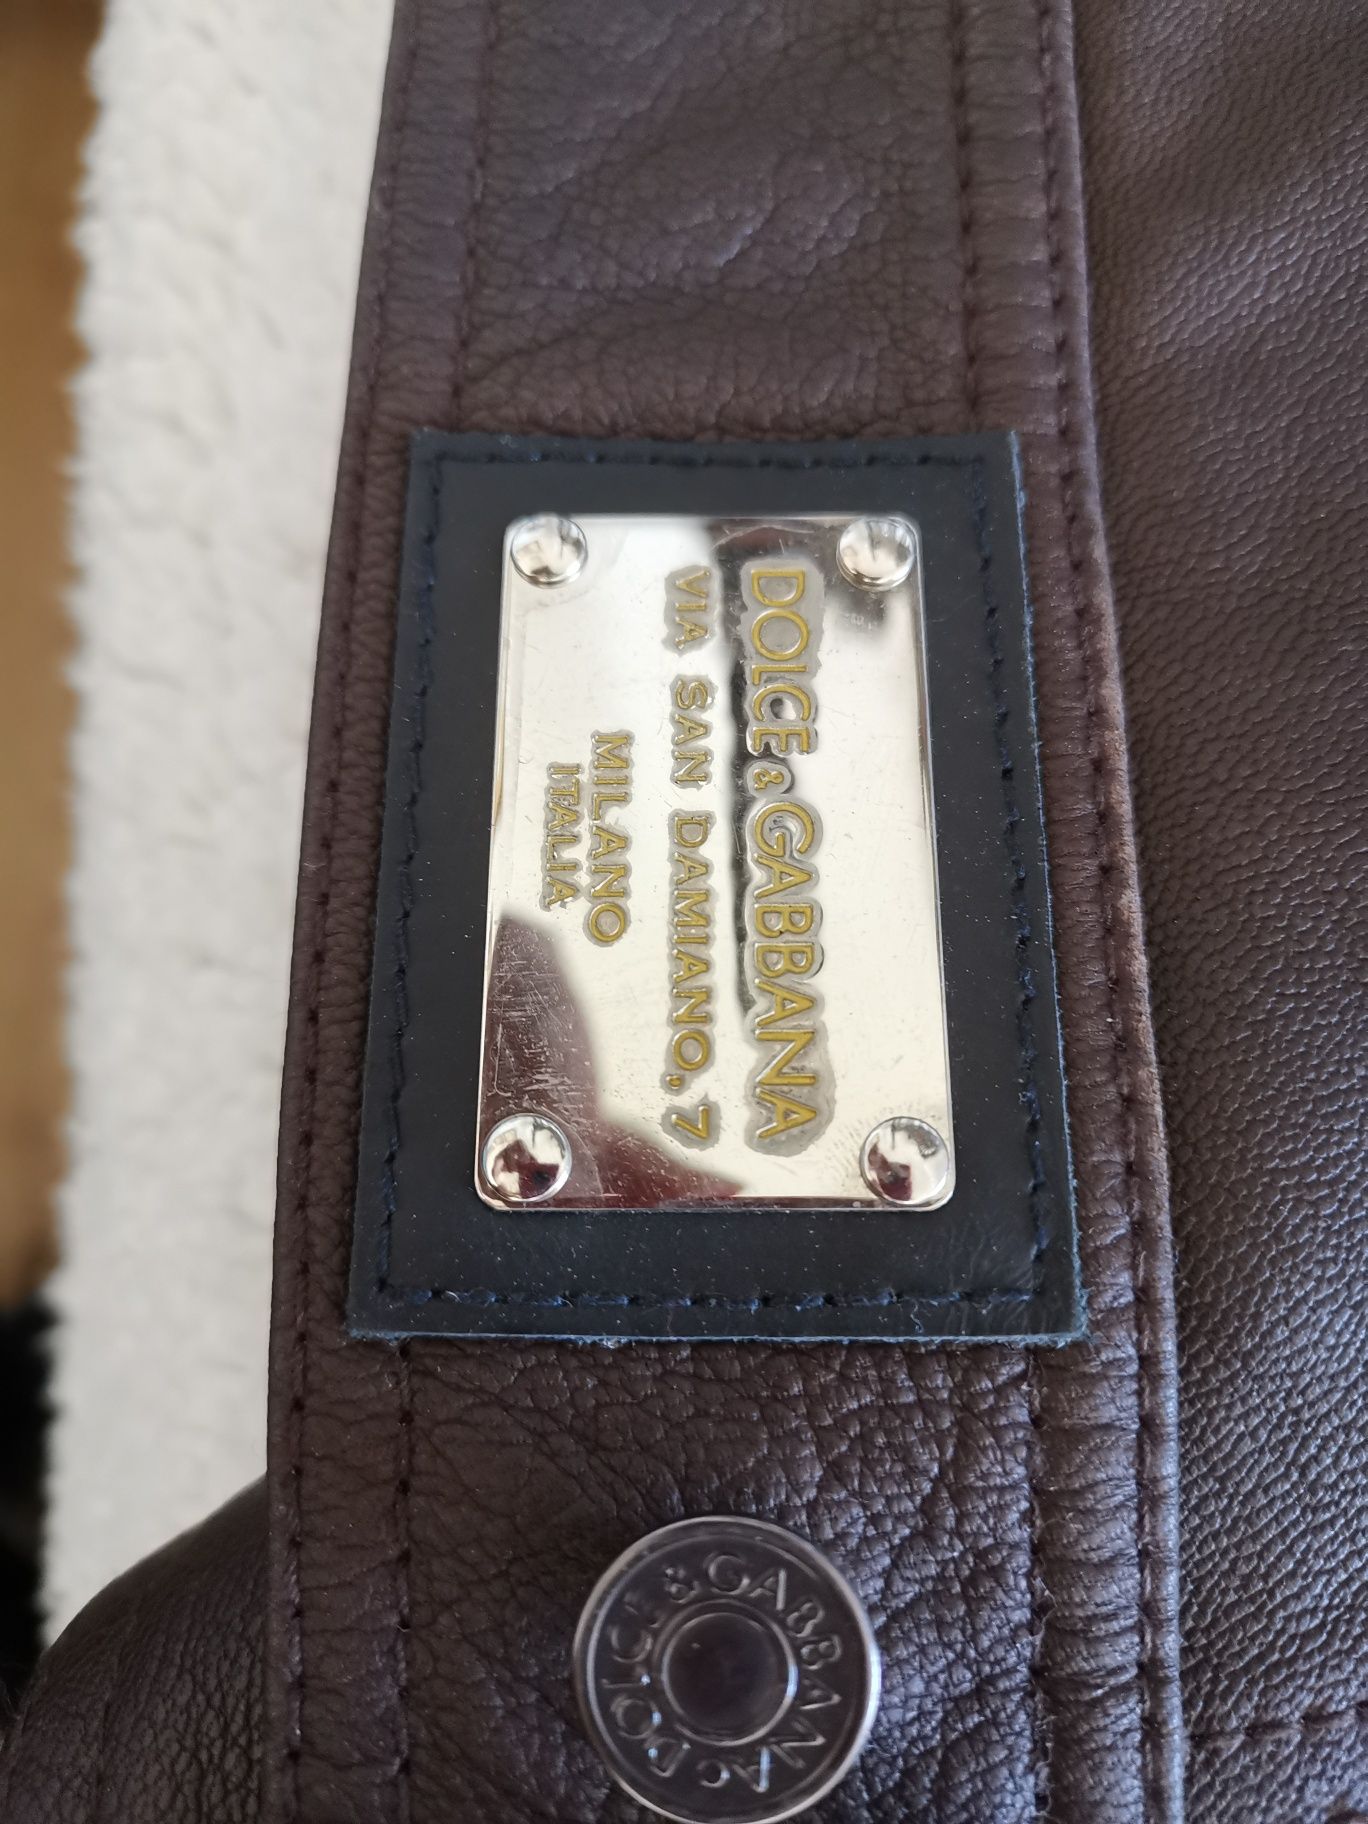 DOLCE & GABBANA
VIA SAN DAMIANO, 7
MILANO
ITALIA
DOLCE & GABBANA